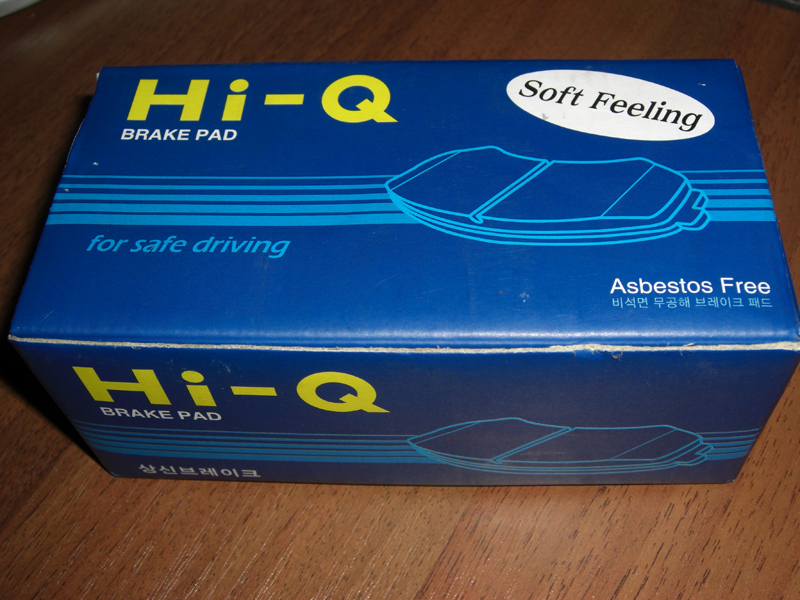 Hi-Q
BRAKE PAD
Soft Feeling
for safe driving
Asbestos Free
비석면 무공해 브레이크 패드
Hi-Q
BRAKE PAD
상신브레이크